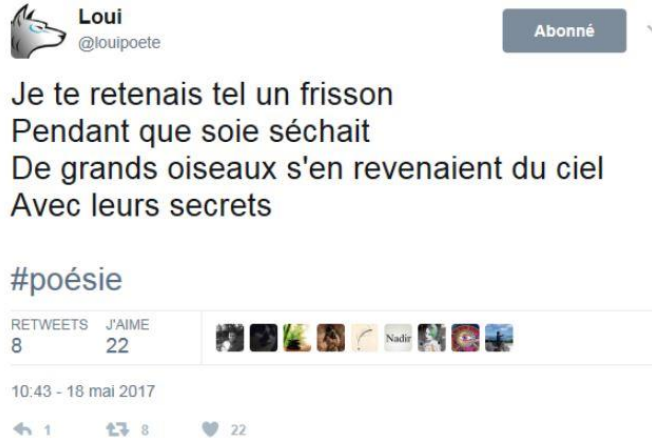 Loui
@louipoete
Abonné
Je te retenais tel un frisson
Pendant que soie séchait
De grands oiseaux s'en revenaient du ciel
Avec leurs secrets
#poésie
RETWEETS J'AIME
8 22
Nadir
10:43 - 18 mai 2017
1 8 22